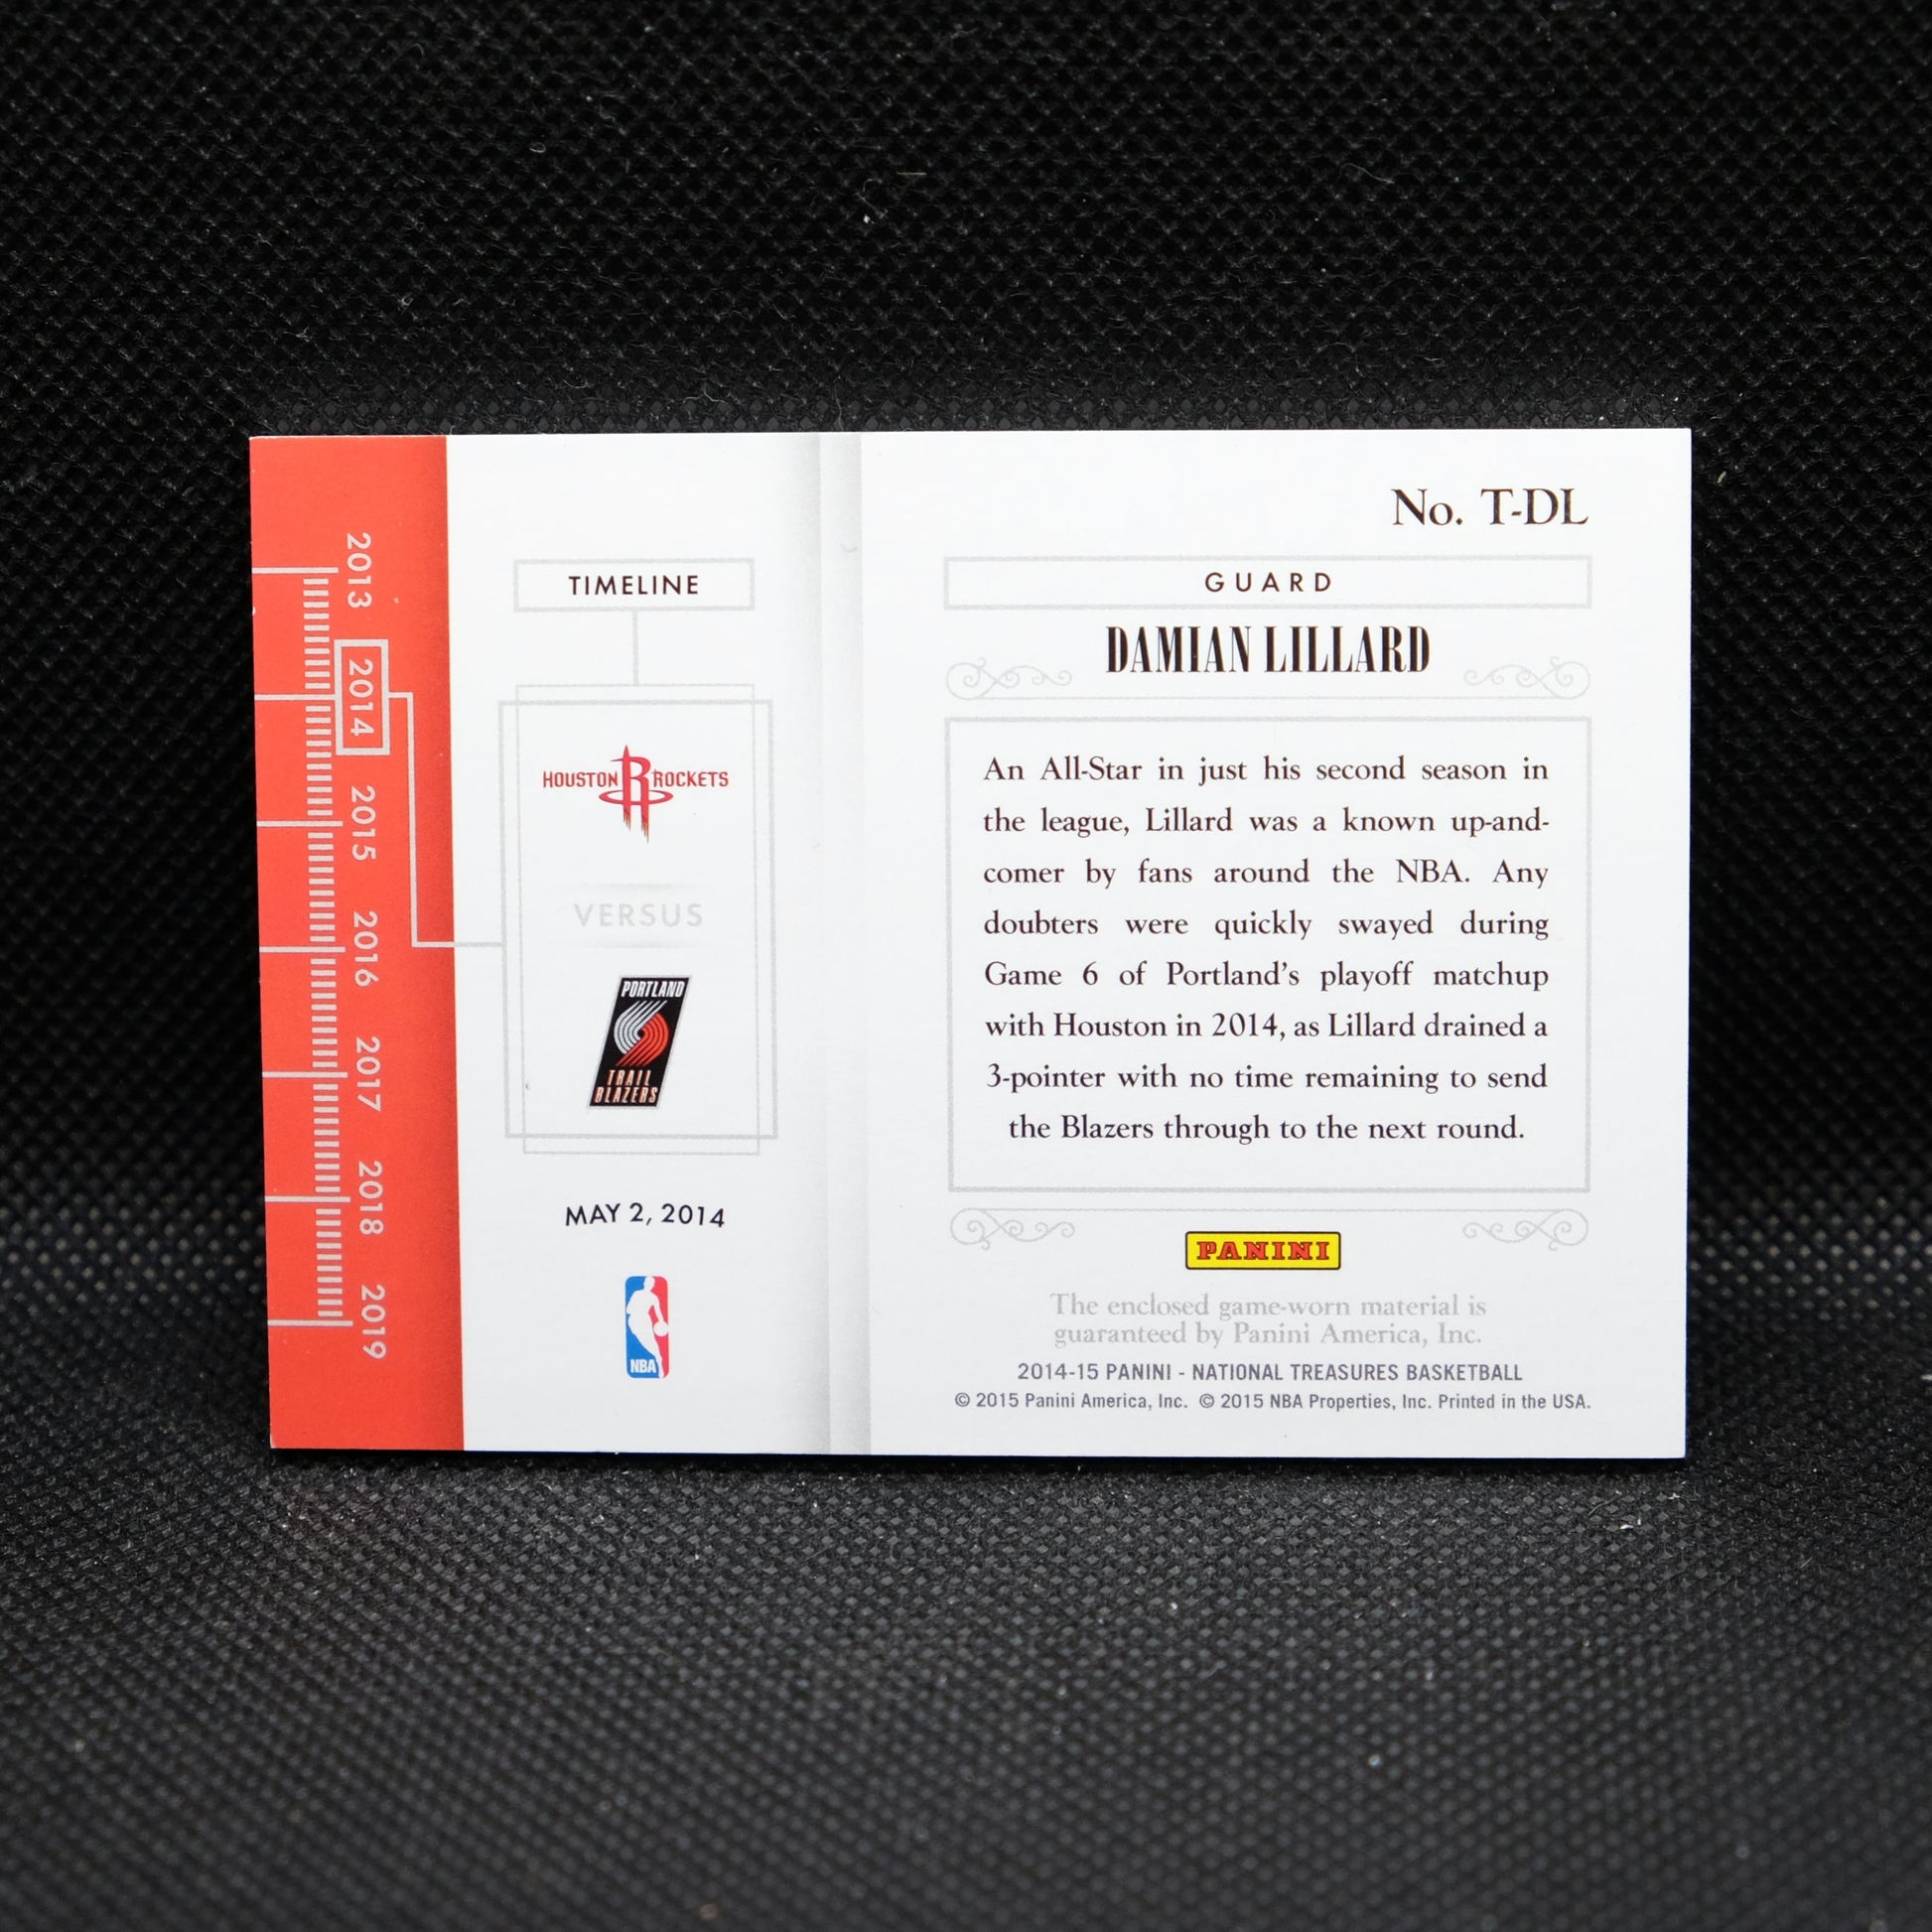 2013
2014
2015
2016
2017
2018
2019
TIMELINE
HOUSTON R ROCKETS
VERSUS
PORTLAND
TRAIL
BLAZERS
MAY 2, 2014
NBA
No. T-DL
GUARD
DAMIAN LILLARD
An All-Star in just his second season in
the league, Lillard was a known up-and-
comer by fans around the NBA. Any
doubters were quickly swayed during
Game 6 of Portland's playoff matchup
with Houston in 2014, as Lillard drained a
3-pointer with no time remaining to send
the Blazers through to the next round.
PANINI
The enclosed game-worn material is
guaranteed by Panini America, Inc.
2014-15 PANINI - NATIONAL TREASURES BASKETBALL
© 2015 Panini America, Inc. © 2015 NBA Properties, Inc. Printed in the USA.